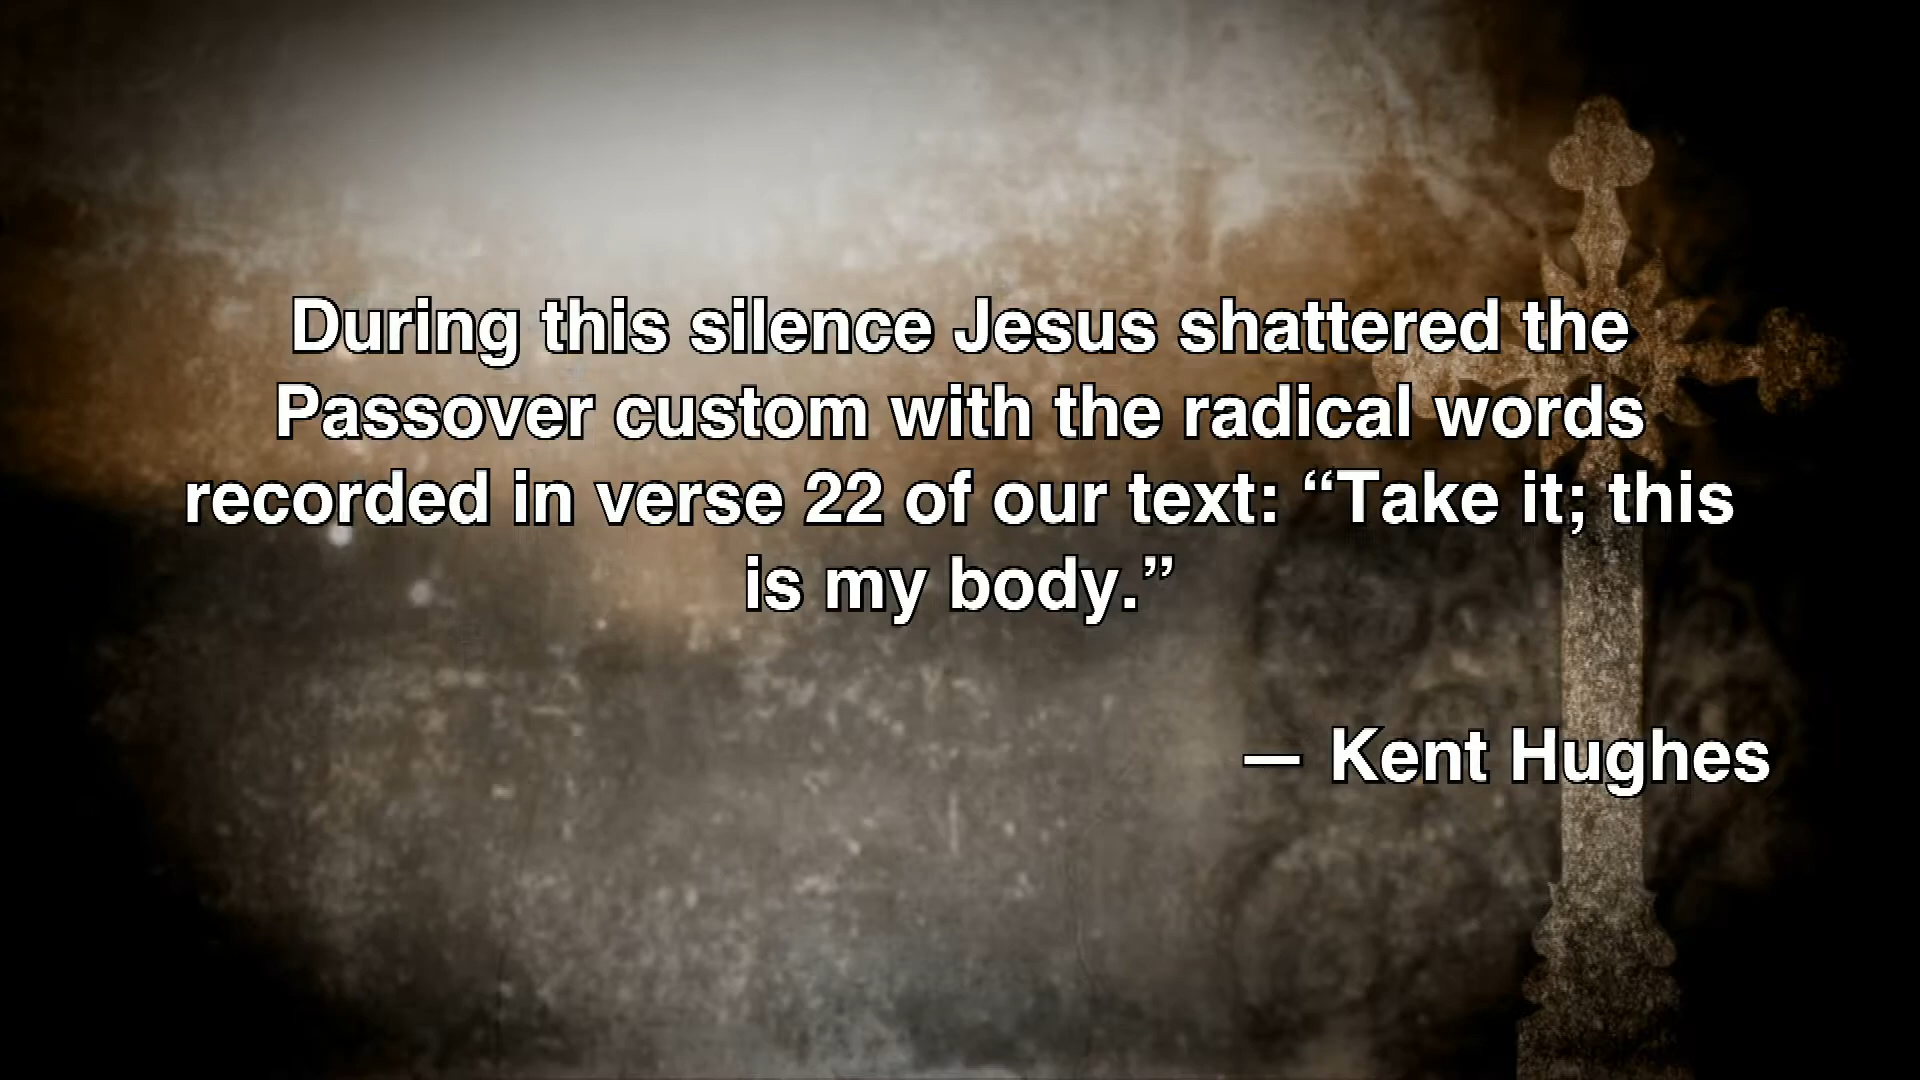 During this silence Jesus shattered the
Passover custom with the radical words
recorded in verse 22 of our text: “Take it; this
is my body.”
— Kent Hughes